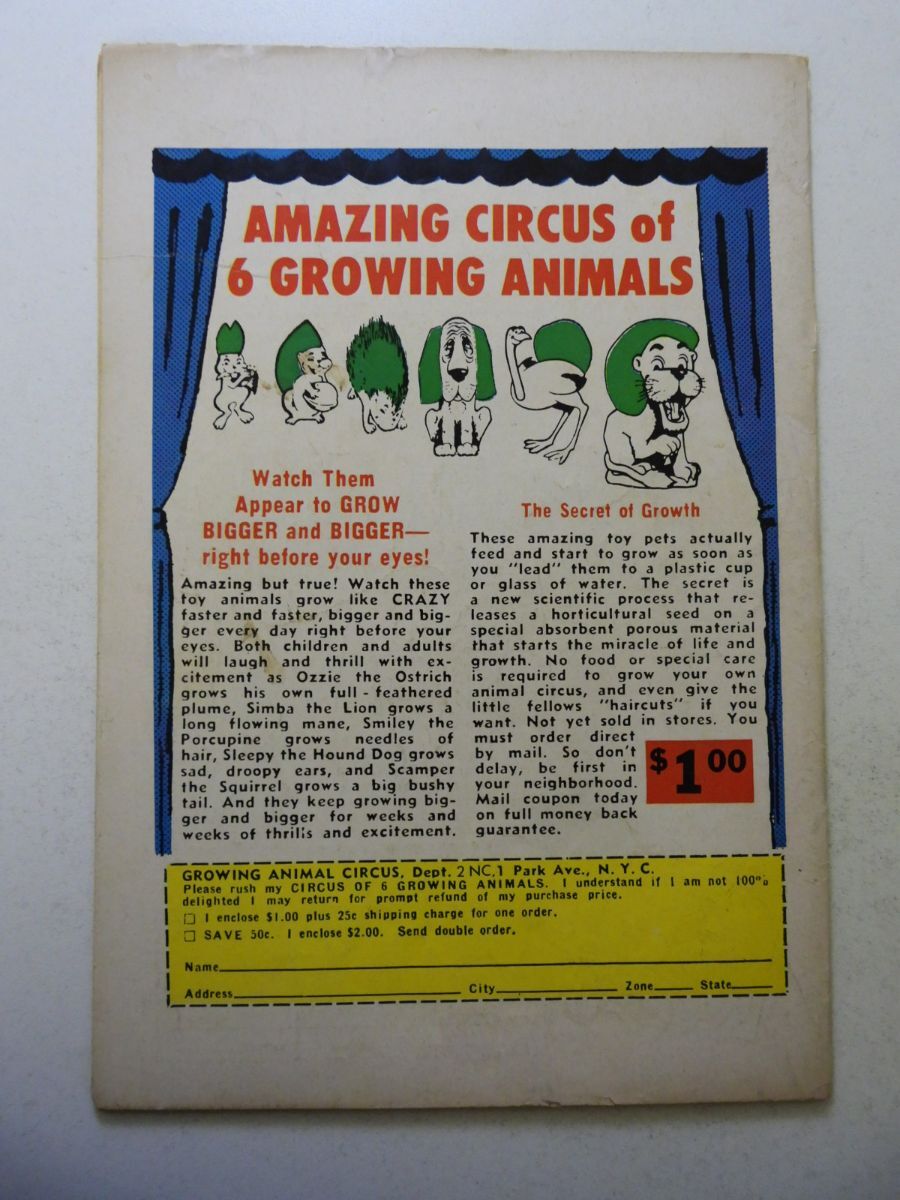 AMAZING CIRCUS of
6 GROWING ANIMALS
Watch Them
Appear to GROW
BIGGER and BIGGER—
right before your eyes!
Amazing but true! Watch these
toy animals grow like CRAZY
faster and faster, bigger and big-
ger every day right before your
eyes. Both children and adults
will laugh and thrill with ex-
citement as Ozzie the Ostrich
grows his own full - feathered
plume, Simba the Lion grows a
long flowing mane, Smiley the
Porcupine grows needles of
hair, Sleepy the Hound Dog grows
sad, droopy ears, and Scamper
the Squirrel grows a big bushy
tail. And they keep growing big-
ger and bigger for weeks and
weeks of thrills and excitement.
The Secret of Growth
These amazing toy pets actually
feed and start to grow as soon as
you "lead" them to a plastic cup
or glass of water. The secret is
a new scientific process that re-
leases a horticultural seed on a
special absorbent porous material
that starts the miracle of life and
growth. No food or special care
is required to grow your own
animal circus, and even give the
little fellows "haircuts" if you
want. Not yet sold in stores. You
must order direct
by mail. So don't
delay, be first in
your neighborhood.
Mail coupon today
on full money back
guarantee.
$1.00
GROWING ANIMAL CIRCUS, Dept. 2 NC, 1 Park Ave., N. Y. C.
Please rush my CIRCUS OF 6 GROWING ANIMALS. I understand if I am not 100%
delighted I may return for prompt refund of my purchase price.
□ I enclose $1.00 plus 25c shipping charge for one order.
□ SAVE 50c. I enclose $2.00. Send double order.
Name
Address City Zone State